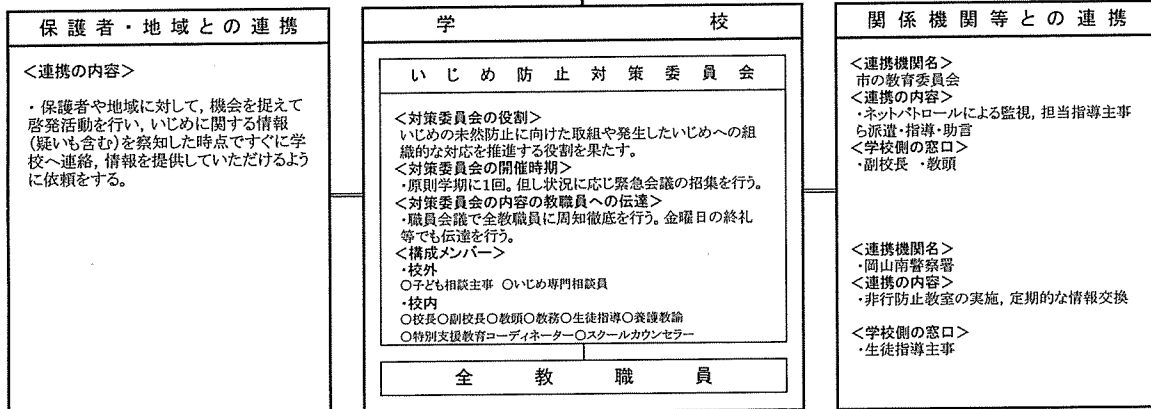 保護者・地域との連携
<連携の内容>
・保護者や地域に対して,機会を捉えて
啓発活動を行い,いじめに関する情報
(疑いも含む)を察知した時点ですぐに学
校へ連絡,情報を提供していただけるよう
に依頼をする。
学校
いじめ防止対策委員会
<対策委員会の役割>
いじめの未然防止に向けた取組や発生したいじめへの組
織的な対応を推進する役割を果たす。
<対策委員会の開催時期>
・原則学期に1回。但し状況に応じ緊急会議の招集を行う。
<対策委員会の内容の教職員への伝達>
・職員会議で全教職員に周知徹底を行う。金曜日の終礼
等でも伝達を行う。
<構成メンバー>
・校外
○子ども相談主事 ○いじめ専門相談員
・校内
○校長○副校長○教頭○教務○生徒指導○養護教諭
○特別支援教育コーディネーター○スクールカウンセラー
全教職員
関係機関等との連携
<連携機関名>
市の教育委員会
<連携の内容>
・ネットパトロールによる監視,担当指導主事
ら派遣・指導・助言
<学校側の窓口>
・副校長 ・教頭
<連携機関名>
・岡山南警察署
<連携の内容>
・非行防止教室の実施,定期的な情報交換
<学校側の窓口>
・生徒指導主事